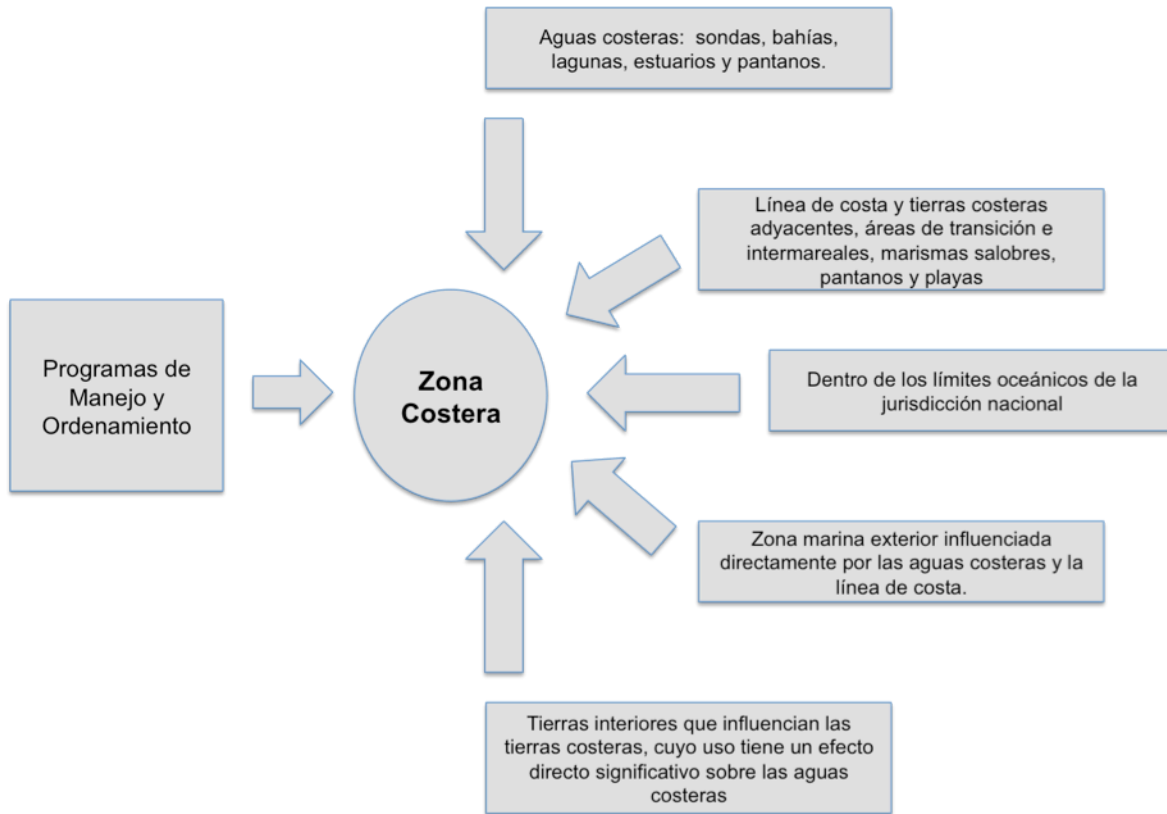 Aguas costeras: sondas, bahías,
lagunas, estuarios y pantanos.
Línea de costa y tierras costeras
adyacentes, áreas de transición e
intermareales, marismas salobres,
pantanos y playas
Programas de
Manejo y
Ordenamiento
Zona
Costera
Dentro de los límites oceánicos de la
jurisdicción nacional
Zona marina exterior influenciada
directamente por las aguas costeras y la
línea de costa.
Tierras interiores que influencian las
tierras costeras, cuyo uso tiene un efecto
directo significativo sobre las aguas
costeras